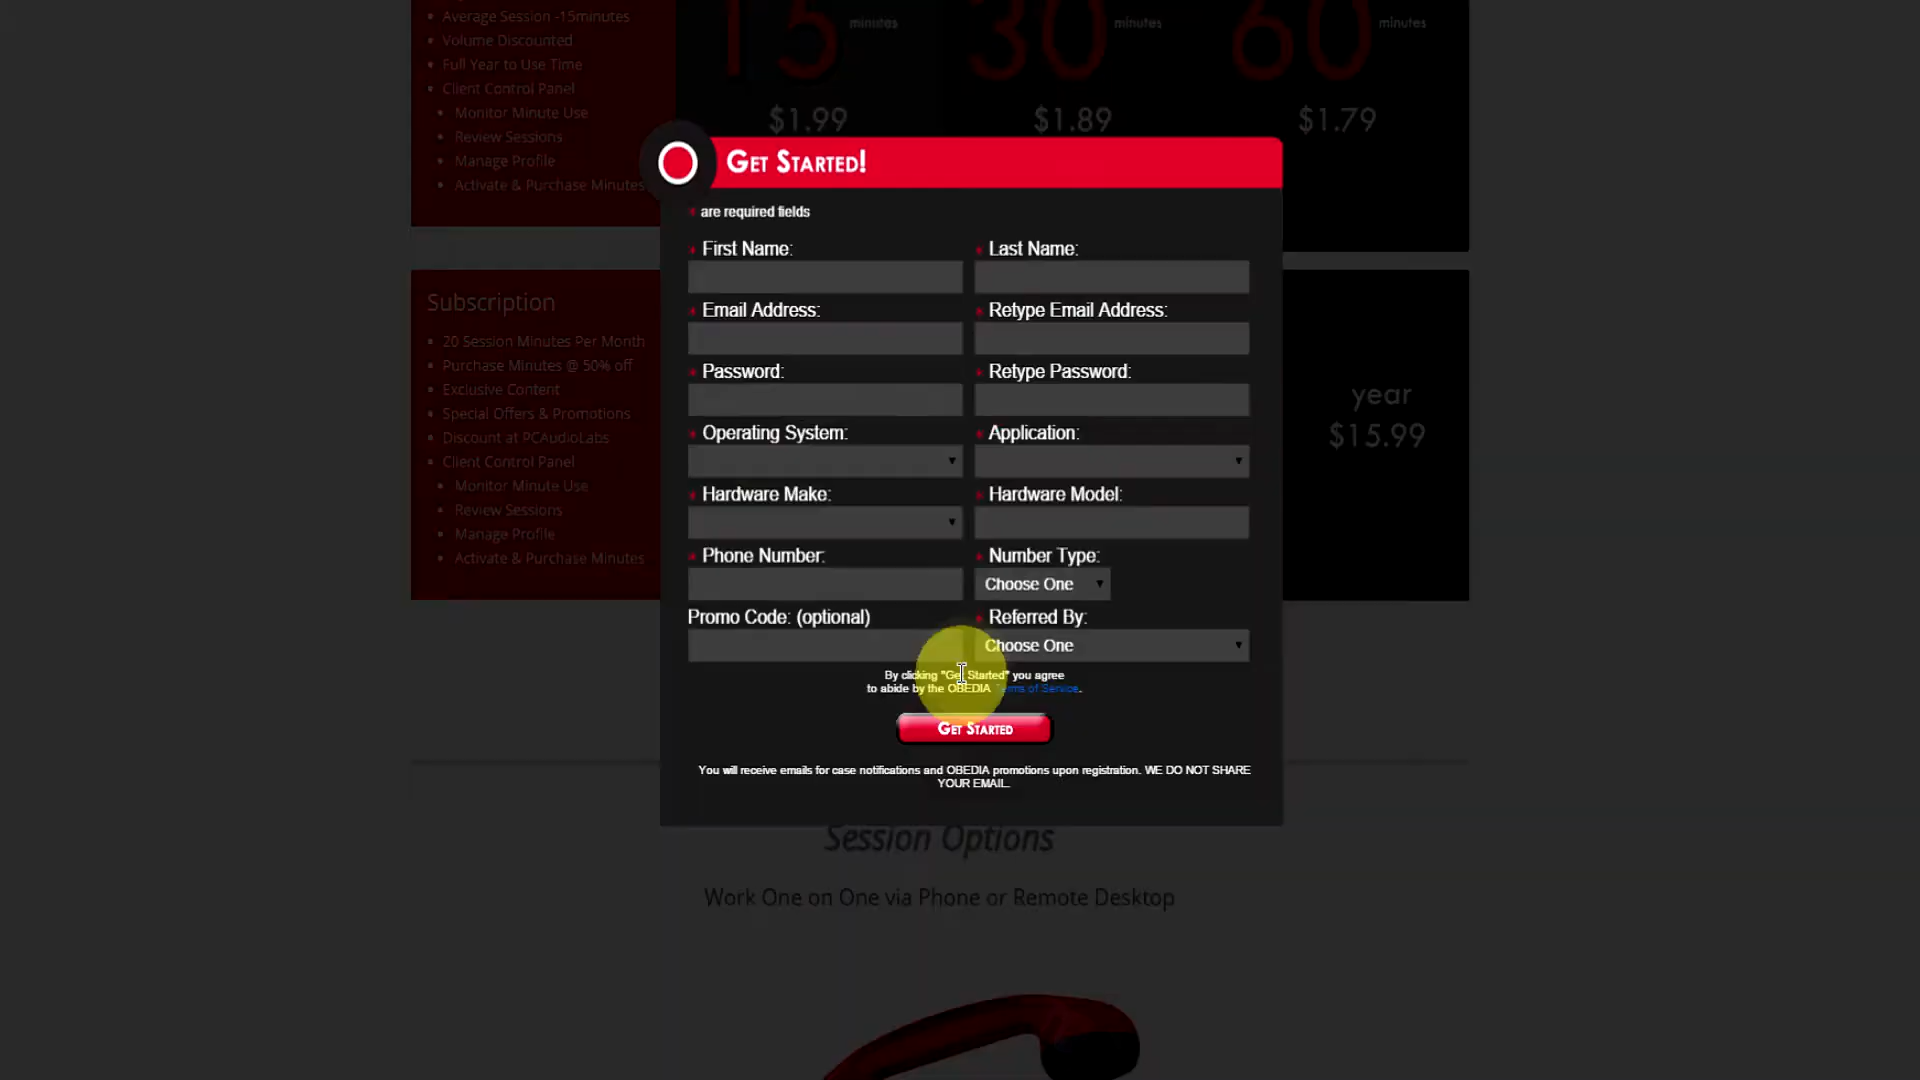 Average Session -15minutes
Volume Discounted
Full Year to Use Time
Client Control Panel
Monitor Minute Use
Review Sessions
Manage Profile
Activate & Purchase Minutes
15 minutes
30 minutes
60 minutes
$1.99
$1.89
$1.79
Get Started!
* are required fields
* First Name:
* Last Name:
* Email Address:
* Retype Email Address:
* Password:
* Retype Password:
* Operating System:
* Application:
* Hardware Make:
* Hardware Model:
* Phone Number:
* Number Type:
Choose One
Promo Code: (optional)
* Referred By:
Choose One
By clicking "Get Started" you agree
to abide by the OBEDIA Terms of Service.
Get Started
You will receive emails for case notifications and OBEDIA promotions upon registration. WE DO NOT SHARE
YOUR EMAIL.
Subscription
20 Session Minutes Per Month
Purchase Minutes @ 50% off
Exclusive Content
Special Offers & Promotions
Discount at PCAudioLabs
Client Control Panel
Monitor Minute Use
Review Sessions
Manage Profile
Activate & Purchase Minutes
year
$15.99
Session Options
Work One on One via Phone or Remote Desktop